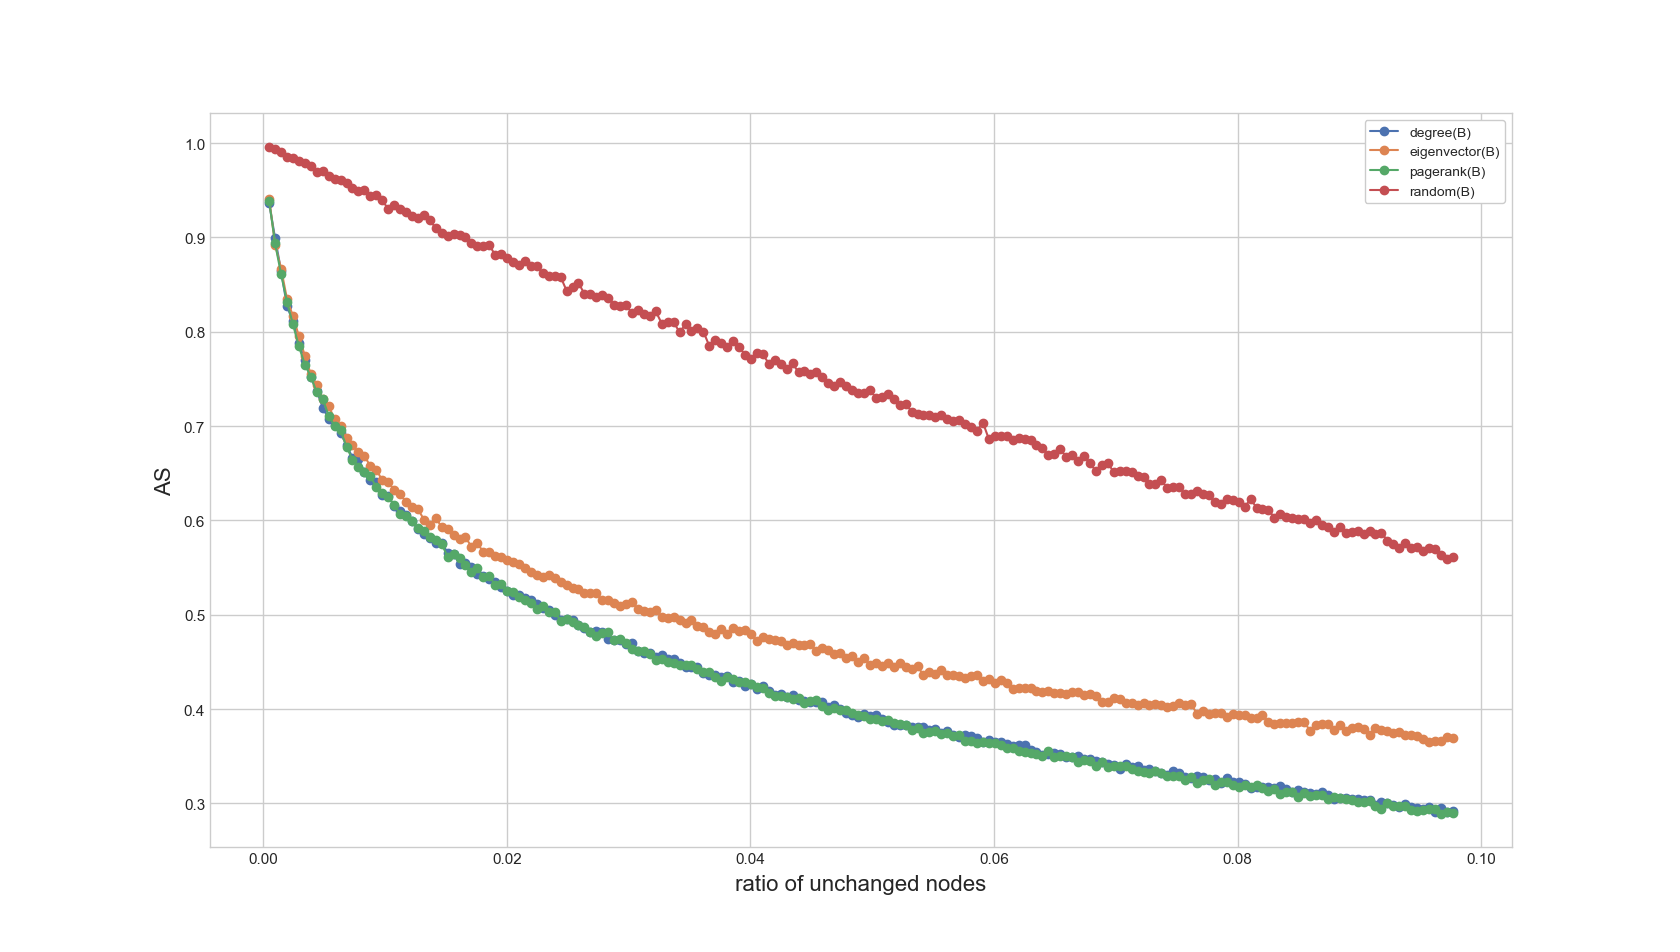 degree(B)
eigenvector(B)
pagerank(B)
random(B)
1.0
0.9
0.8
0.7
0.6
0.5
0.4
0.3
AS
0.00 0.02 0.04 0.06 0.08 0.10
ratio of unchanged nodes